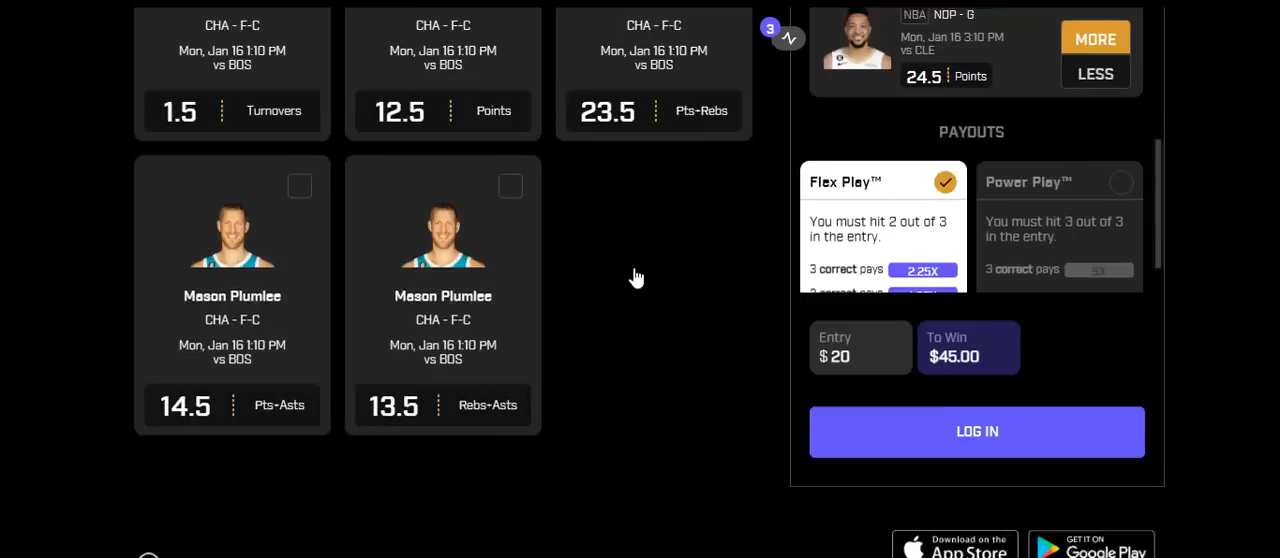 CHA - F-C
Mon, Jan 16 1:10 PM
vs BOS
1.5 Turnovers
CHA - F-C
Mon, Jan 16 1:10 PM
vs BOS
12.5 Points
CHA - F-C
Mon, Jan 16 1:10 PM
vs BOS
23.5 Pts+Rebs
Mason Plumlee
CHA - F-C
Mon, Jan 16 1:10 PM
vs BOS
14.5 Pts+Asts
Mason Plumlee
CHA - F-C
Mon, Jan 16 1:10 PM
vs BOS
13.5 Rebs+Asts
3
NBA NOP - G
Mon, Jan 16 3:10 PM
vs CLE
24.5 Points
MORE
LESS
PAYOUTS
Flex Play™
You must hit 2 out of 3
in the entry.
3 correct pays 2.25X
Power Play™
You must hit 3 out of 3
in the entry.
3 correct pays 5X
Entry
$ 20
To Win
$45.00
LOG IN
Download on the
App Store
GET IT ON
Google Play